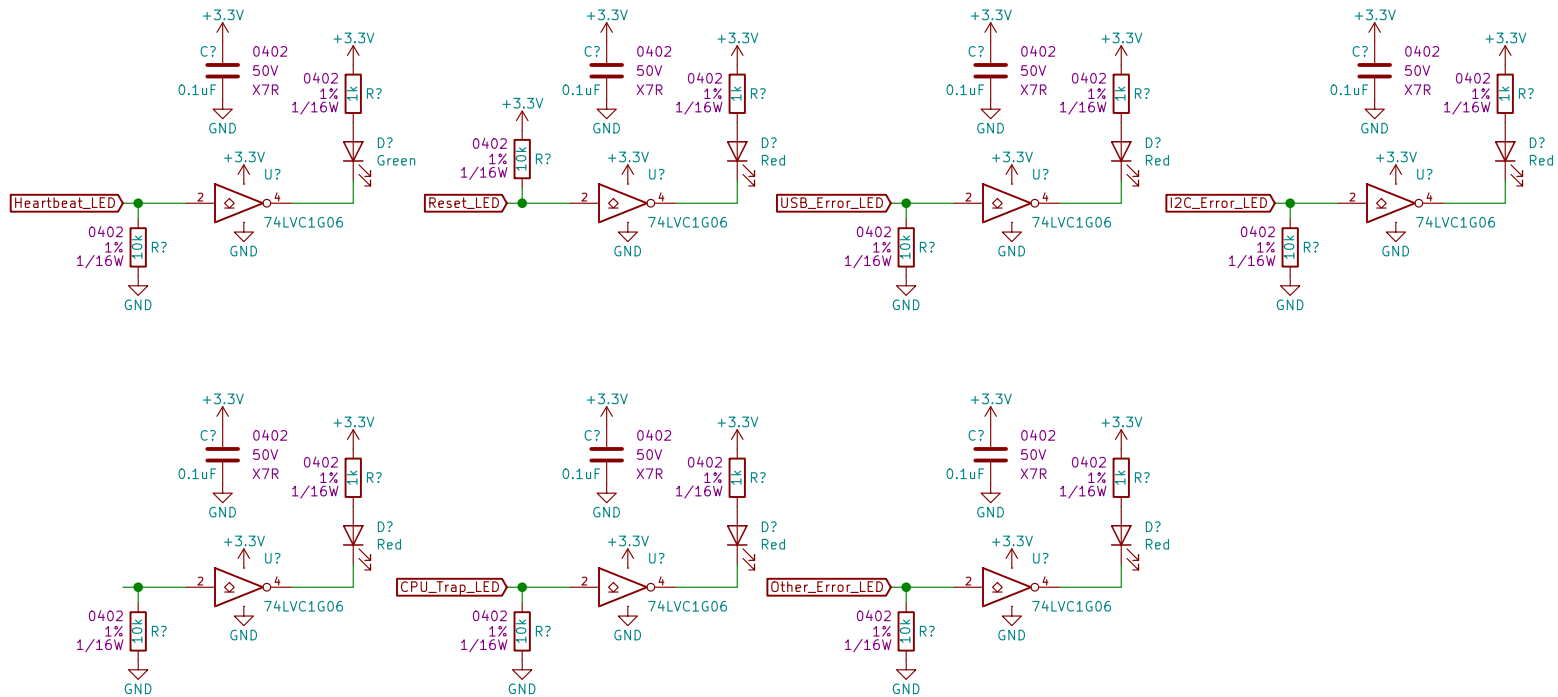 +3.3V
C?
0402
50V
X7R
0.1uF
GND
+3.3V
0402
1%
1/16W
1k
R?
D?
Green
+3.3V
U?
Heartbeat_LED
2
4
74LVC1G06
GND
0402
1%
1/16W
10k
R?
GND
+3.3V
C?
0402
50V
X7R
0.1uF
GND
+3.3V
0402
1%
1/16W
1k
R?
D?
Red
+3.3V
0402
1%
1/16W
10k
R?
+3.3V
U?
Reset_LED
2
4
74LVC1G06
GND
+3.3V
C?
0402
50V
X7R
0.1uF
GND
+3.3V
0402
1%
1/16W
1k
R?
D?
Red
+3.3V
U?
USB_Error_LED
2
4
74LVC1G06
GND
0402
1%
1/16W
10k
R?
GND
+3.3V
C?
0402
50V
X7R
0.1uF
GND
+3.3V
0402
1%
1/16W
1k
R?
D?
Red
+3.3V
U?
I2C_Error_LED
2
4
74LVC1G06
GND
0402
1%
1/16W
10k
R?
GND
+3.3V
C?
0402
50V
X7R
0.1uF
GND
+3.3V
0402
1%
1/16W
1k
R?
D?
Red
+3.3V
U?
2
4
74LVC1G06
GND
0402
1%
1/16W
10k
R?
GND
+3.3V
C?
0402
50V
X7R
0.1uF
GND
+3.3V
0402
1%
1/16W
1k
R?
D?
Red
+3.3V
U?
CPU_Trap_LED
2
4
74LVC1G06
GND
0402
1%
1/16W
10k
R?
GND
+3.3V
C?
0402
50V
X7R
0.1uF
GND
+3.3V
0402
1%
1/16W
1k
R?
D?
Red
+3.3V
U?
Other_Error_LED
2
4
74LVC1G06
GND
0402
1%
1/16W
10k
R?
GND